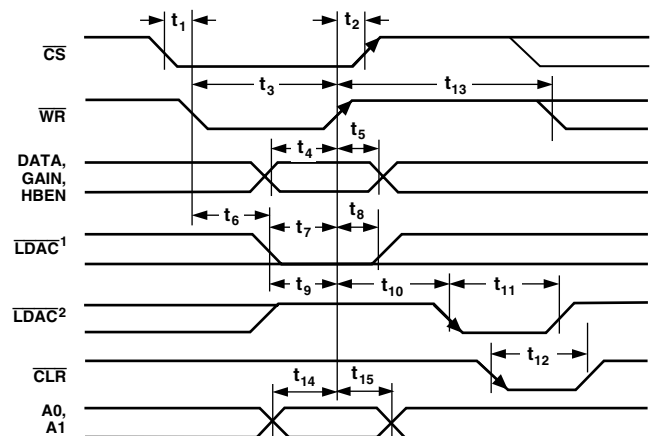 t1 t2
CS
t3 t13
WR
t4 t5
DATA,
GAIN,
HBEN
t6 t7 t8
LDAC1
t9 t10 t11
LDAC2
t12
CLR
t14 t15
A0,
A1